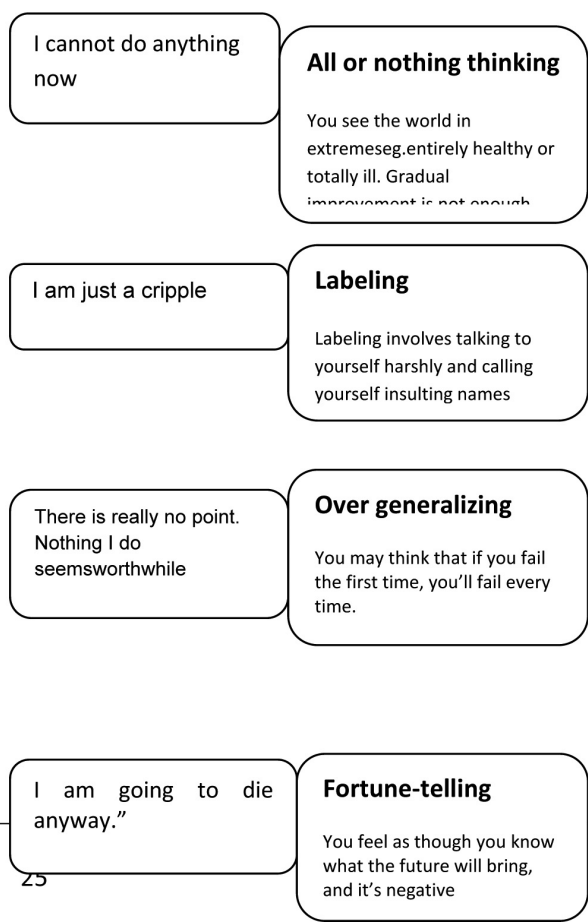 I cannot do anything
now
All or nothing thinking
You see the world in
extremeseg.entirely healthy or
totally ill. Gradual
improvement is not enough
I am just a cripple
Labeling
Labeling involves talking to
yourself harshly and calling
yourself insulting names
There is really no point.
Nothing I do
seemsworthwhile
Over generalizing
You may think that if you fail
the first time, you’ll fail every
time.
I am going to die
anyway.”
Fortune-telling
You feel as though you know
what the future will bring,
and it’s negative
25